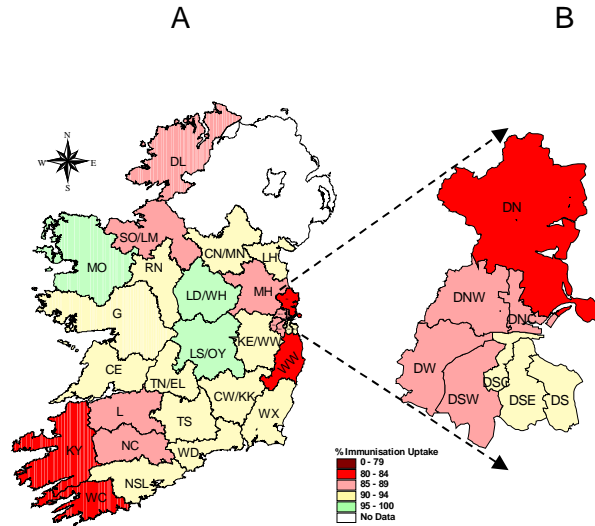 A B
N
W E
S
DL
DN
SO/LM
CN/MN
LH
MO
RN
LD/WH
MH
DNW
DNC
G
LS/OY
KE/WW
WW
DW
DSC
DSW
DSE
DS
CE
TN/EL
CW/KK
L
TS
WX
KY
NC
WD
NSL
WC
% Immunisation Uptake
0 - 79
80 - 84
85 - 89
90 - 94
95 - 100
No Data